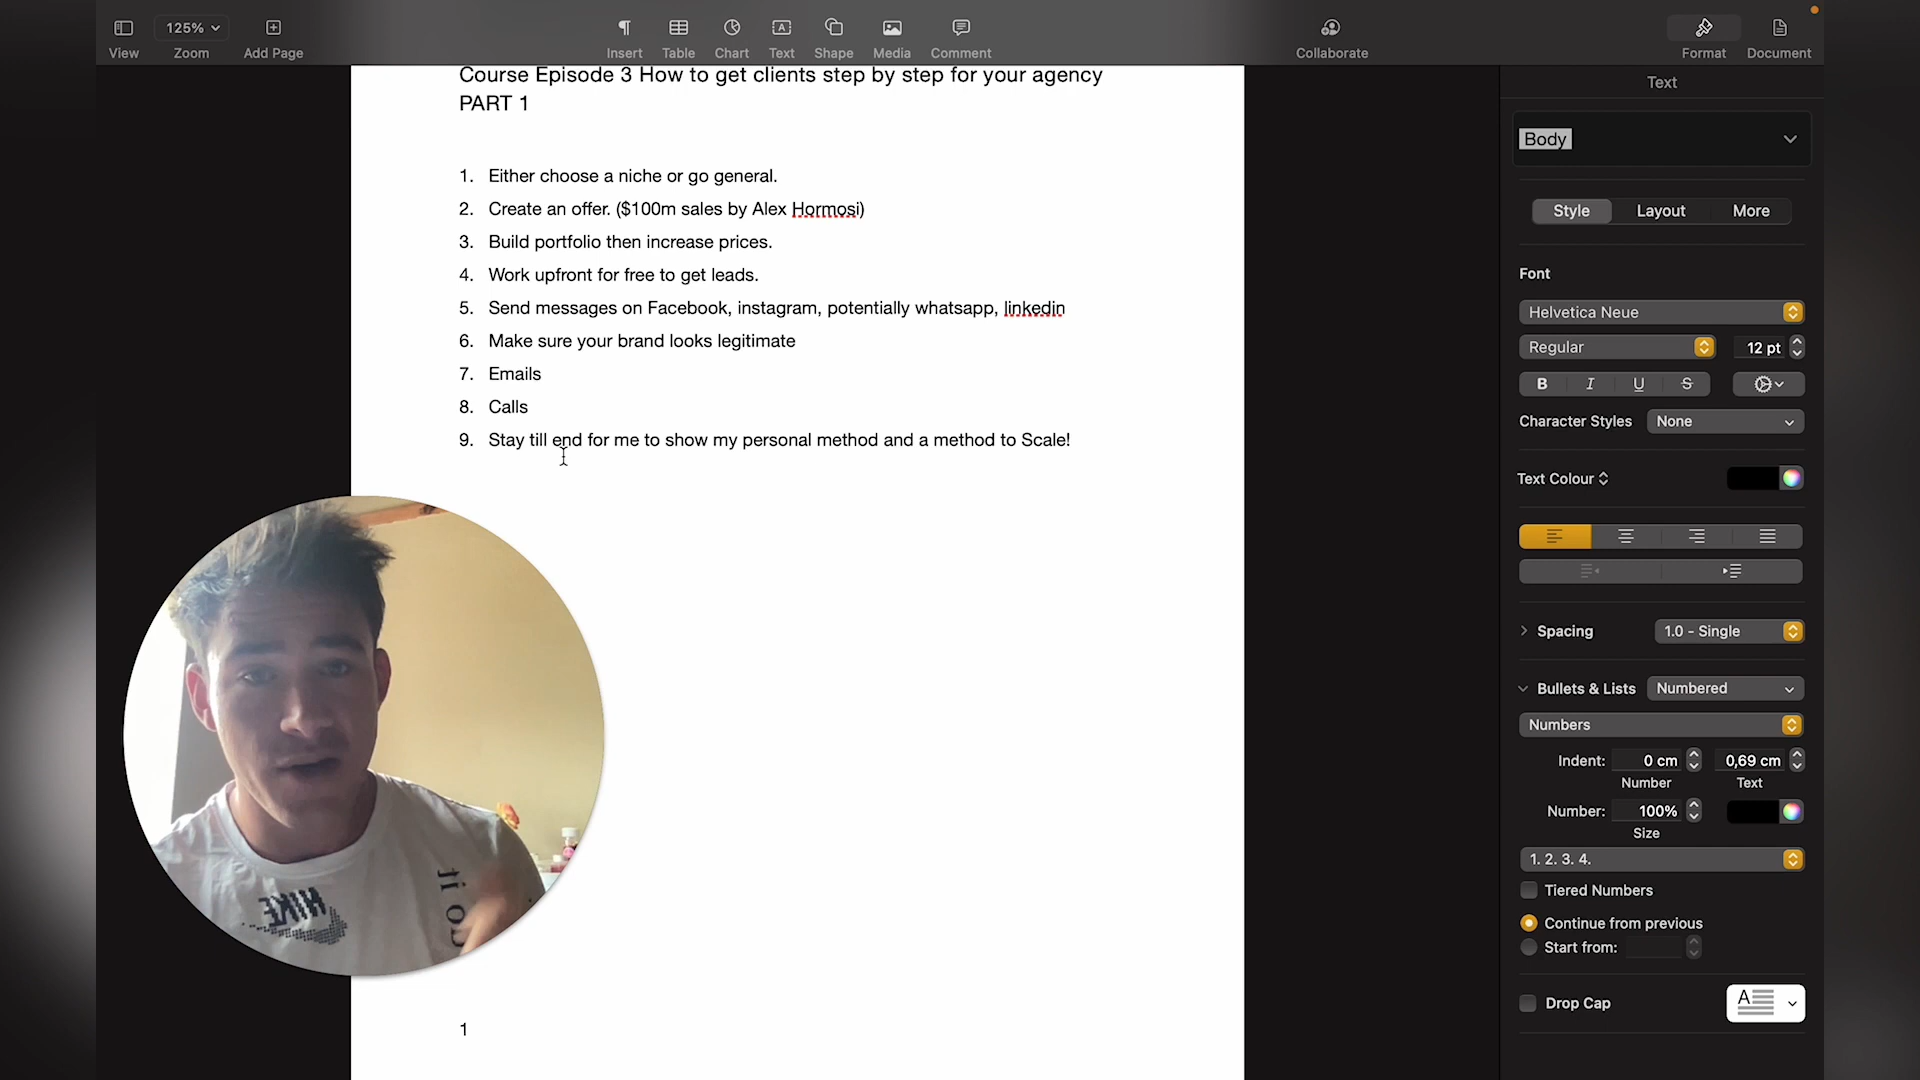 View
125%
Zoom
Add Page
Insert
Table
Chart
Text
Shape
Media
Comment
Collaborate
Format
Document
Course Episode 3 How to get clients step by step for your agency
PART 1
1. Either choose a niche or go general.
2. Create an offer. ($100m sales by Alex Hormosi)
3. Build portfolio then increase prices.
4. Work upfront for free to get leads.
5. Send messages on Facebook, instagram, potentially whatsapp, linkedin
6. Make sure your brand looks legitimate
7. Emails
8. Calls
9. Stay till end for me to show my personal method and a method to Scale!
NIKE
1
Text
Body
Style Layout More
Font
Helvetica Neue
Regular 12 pt
B I U S
Character Styles None
Text Colour
Spacing 1.0 - Single
Bullets & Lists Numbered
Numbers
Indent: 0 cm 0,69 cm
Number Text
Number: 100%
Size
1. 2. 3. 4.
Tiered Numbers
Continue from previous
Start from:
Drop Cap
A